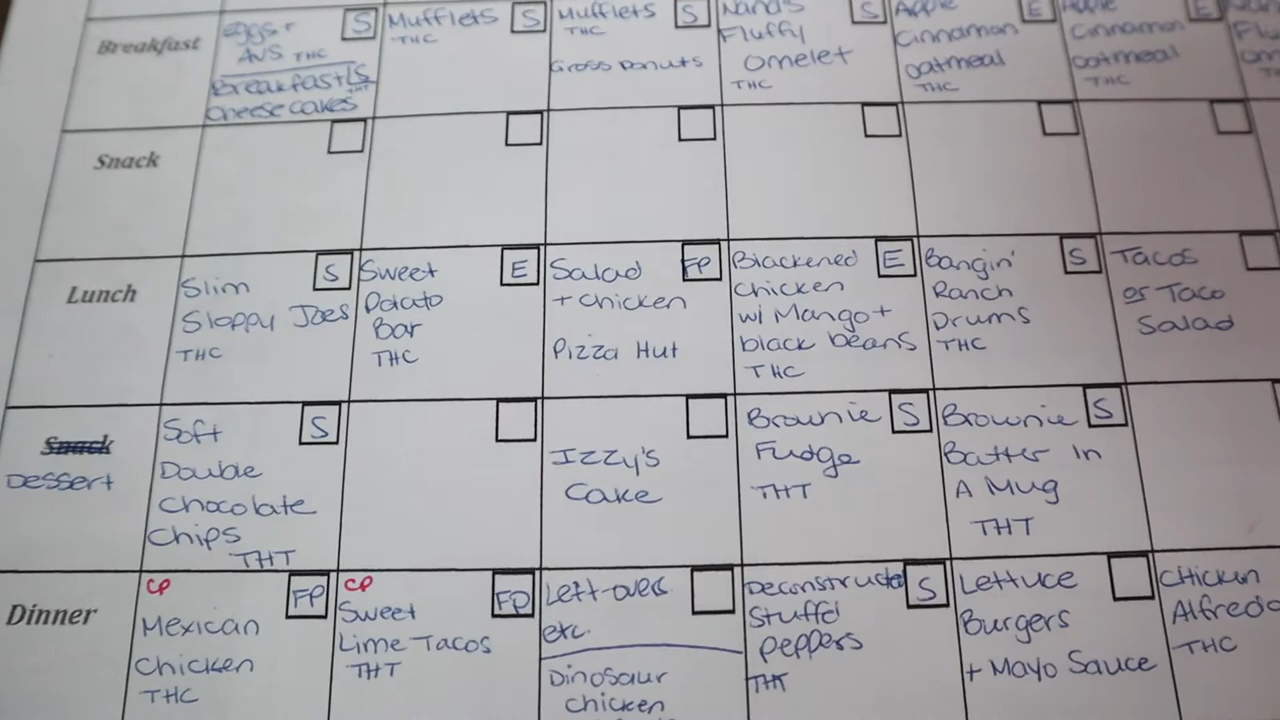 Breakfast
eggs +
AVS THC
Breakfast
cheesecakes
S
Mufflets
THC
S
Mufflets
THC
Gross Donuts
S
Nana's
Fluffy
omelet
THC
S
Apple
Cinnamon
oatmeal
THC
E
Apple
Cinnamon
oatmeal
THC
E
Snack
Lunch
Slim
Sloppy Joes
THC
S
Sweet
Potato
Bar
THC
E
Salad
+ chicken
Pizza Hut
FP
Blackened
Chicken
w/ Mango +
black beans
THC
E
Bangin'
Ranch
Drums
THC
S
Tacos
or Taco
Salad
Snack
Dessert
Soft
Double
Chocolate
Chips
THT
S
Izzy's
Cake
Brownie
Fudge
THT
S
Brownie
Batter In
A Mug
THT
S
Dinner
CP
Mexican
Chicken
THC
FP
CP
Sweet
Lime Tacos
THT
FP
Left-overs
etc.
Dinosaur
chicken
Deconstructed
Stuff'd
peppers
THT
S
Lettuce
Burgers
+ Mayo Sauce
Chicken
Alfredo
THC